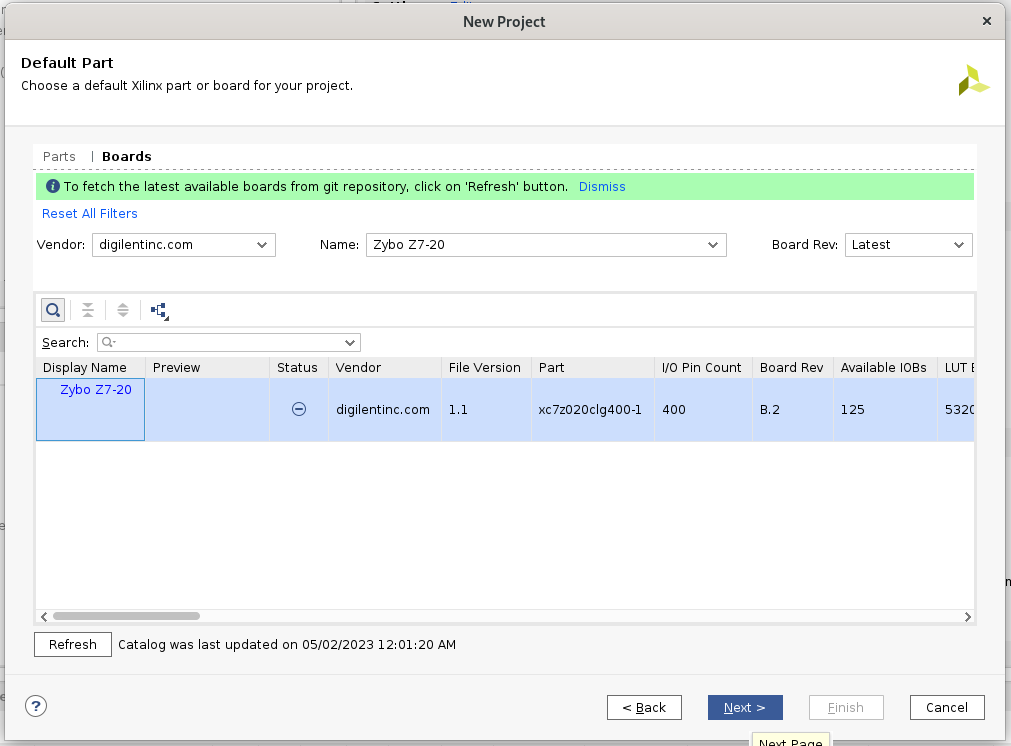 New Project
Default Part
Choose a default Xilinx part or board for your project.
Parts | Boards
To fetch the latest available boards from git repository, click on 'Refresh' button. Dismiss
Reset All Filters
Vendor: digilentinc.com Name: Zybo Z7-20 Board Rev: Latest
Search:
Display Name Preview Status Vendor File Version Part I/O Pin Count Board Rev Available IOBs LUT
Zybo Z7-20 digilentinc.com 1.1 xc7z020clg400-1 400 B.2 125 5320
Refresh Catalog was last updated on 05/02/2023 12:01:20 AM
? < Back Next > Finish Cancel
Next Page